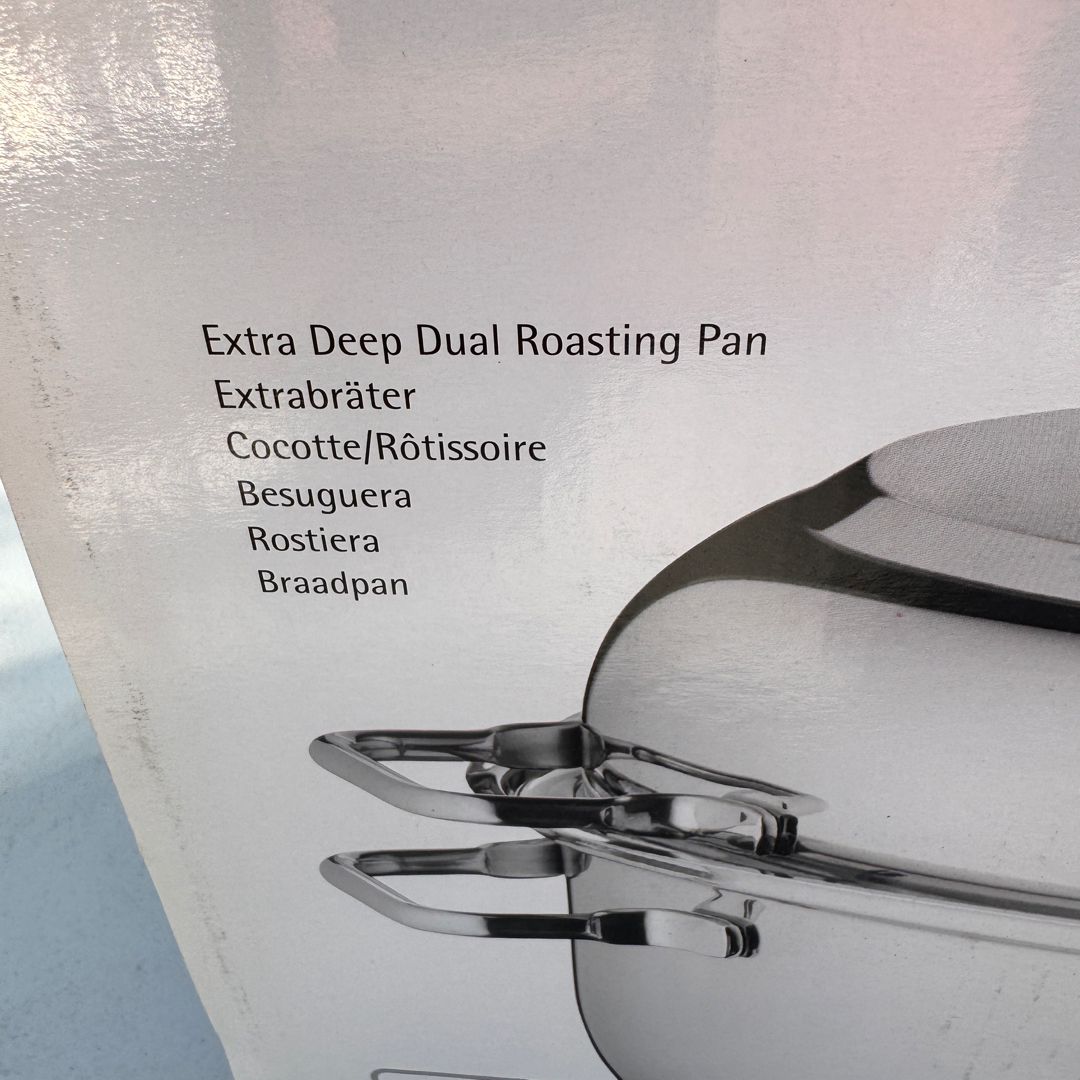 Extra Deep Dual Roasting Pan
Extrabräter
Cocotte/Rôtissoire
Besuguera
Rostiera
Braadpan